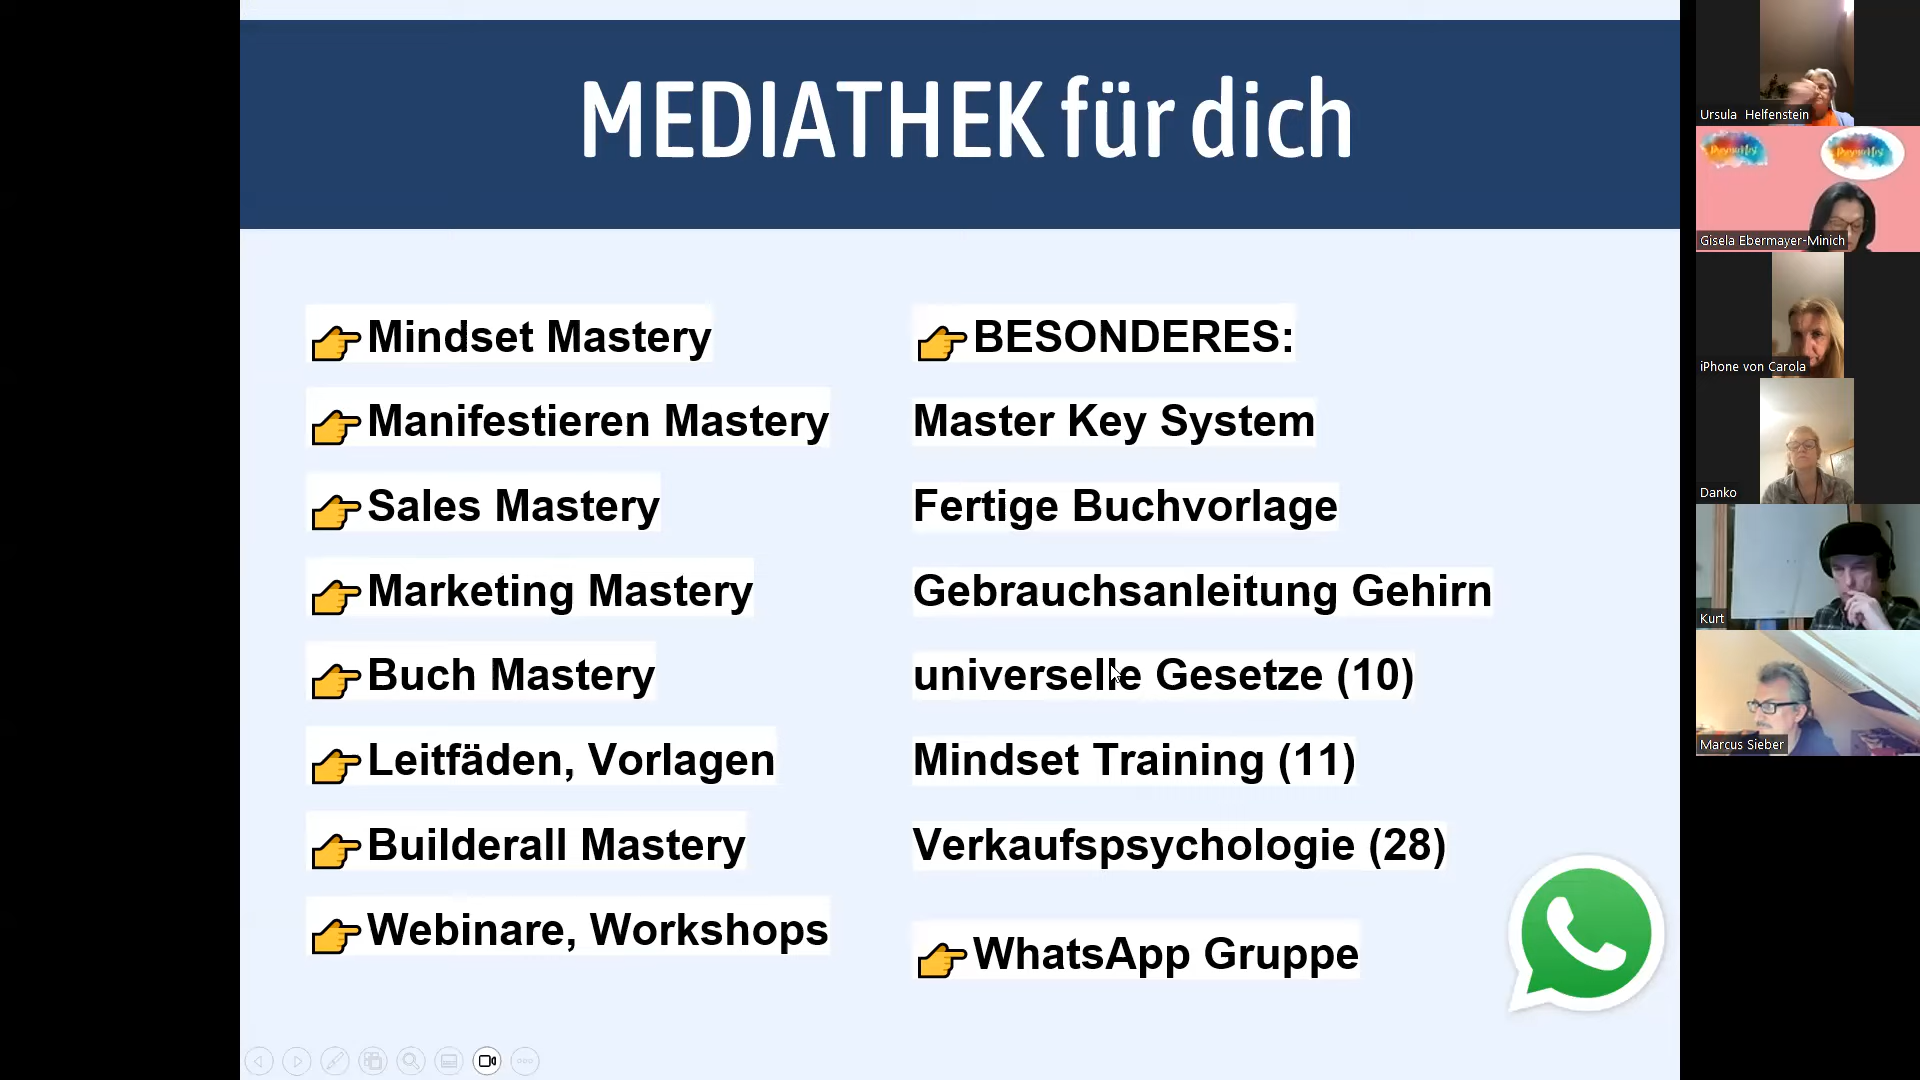 MEDIATHEK für dich
👉Mindset Mastery
👉Manifestieren Mastery
👉Sales Mastery
👉Marketing Mastery
👉Buch Mastery
👉Leitfäden, Vorlagen
👉Builderall Mastery
👉Webinare, Workshops
👉BESONDERES:
Master Key System
Fertige Buchvorlage
Gebrauchsanleitung Gehirn
universelle Gesetze (10)
Mindset Training (11)
Verkaufspsychologie (28)
👉WhatsApp Gruppe
Ursula Helfenstein
Gisela Ebermayer-Minich
iPhone von Carola
Danko
Kurt
Marcus Sieber